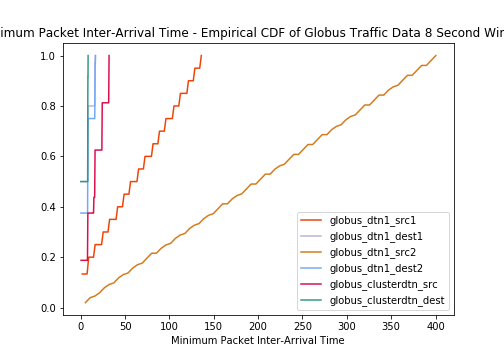 imum Packet Inter-Arrival Time - Empirical CDF of Globus Traffic Data 8 Second Win
1.0
0.8
0.6
0.4
0.2
0.0
globus_dtn1_src1
globus_dtn1_dest1
globus_dtn1_src2
globus_dtn1_dest2
globus_clusterdtn_src
globus_clusterdtn_dest
0 50 100 150 200 250 300 350 400
Minimum Packet Inter-Arrival Time